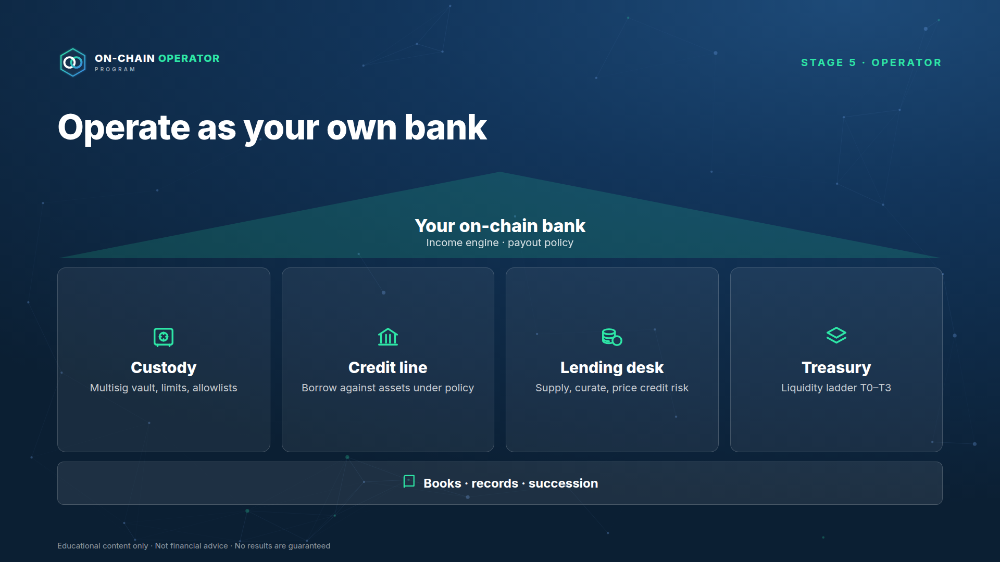 ON-CHAIN OPERATOR
PROGRAM
STAGE 5 · OPERATOR
Operate as your own bank
Your on-chain bank
Income engine · payout policy
Custody
Multisig vault, limits, allowlists
Credit line
Borrow against assets under policy
Lending desk
Supply, curate, price credit risk
Treasury
Liquidity ladder T0–T3
Books · records · succession
Educational content only · Not financial advice · No results are guaranteed